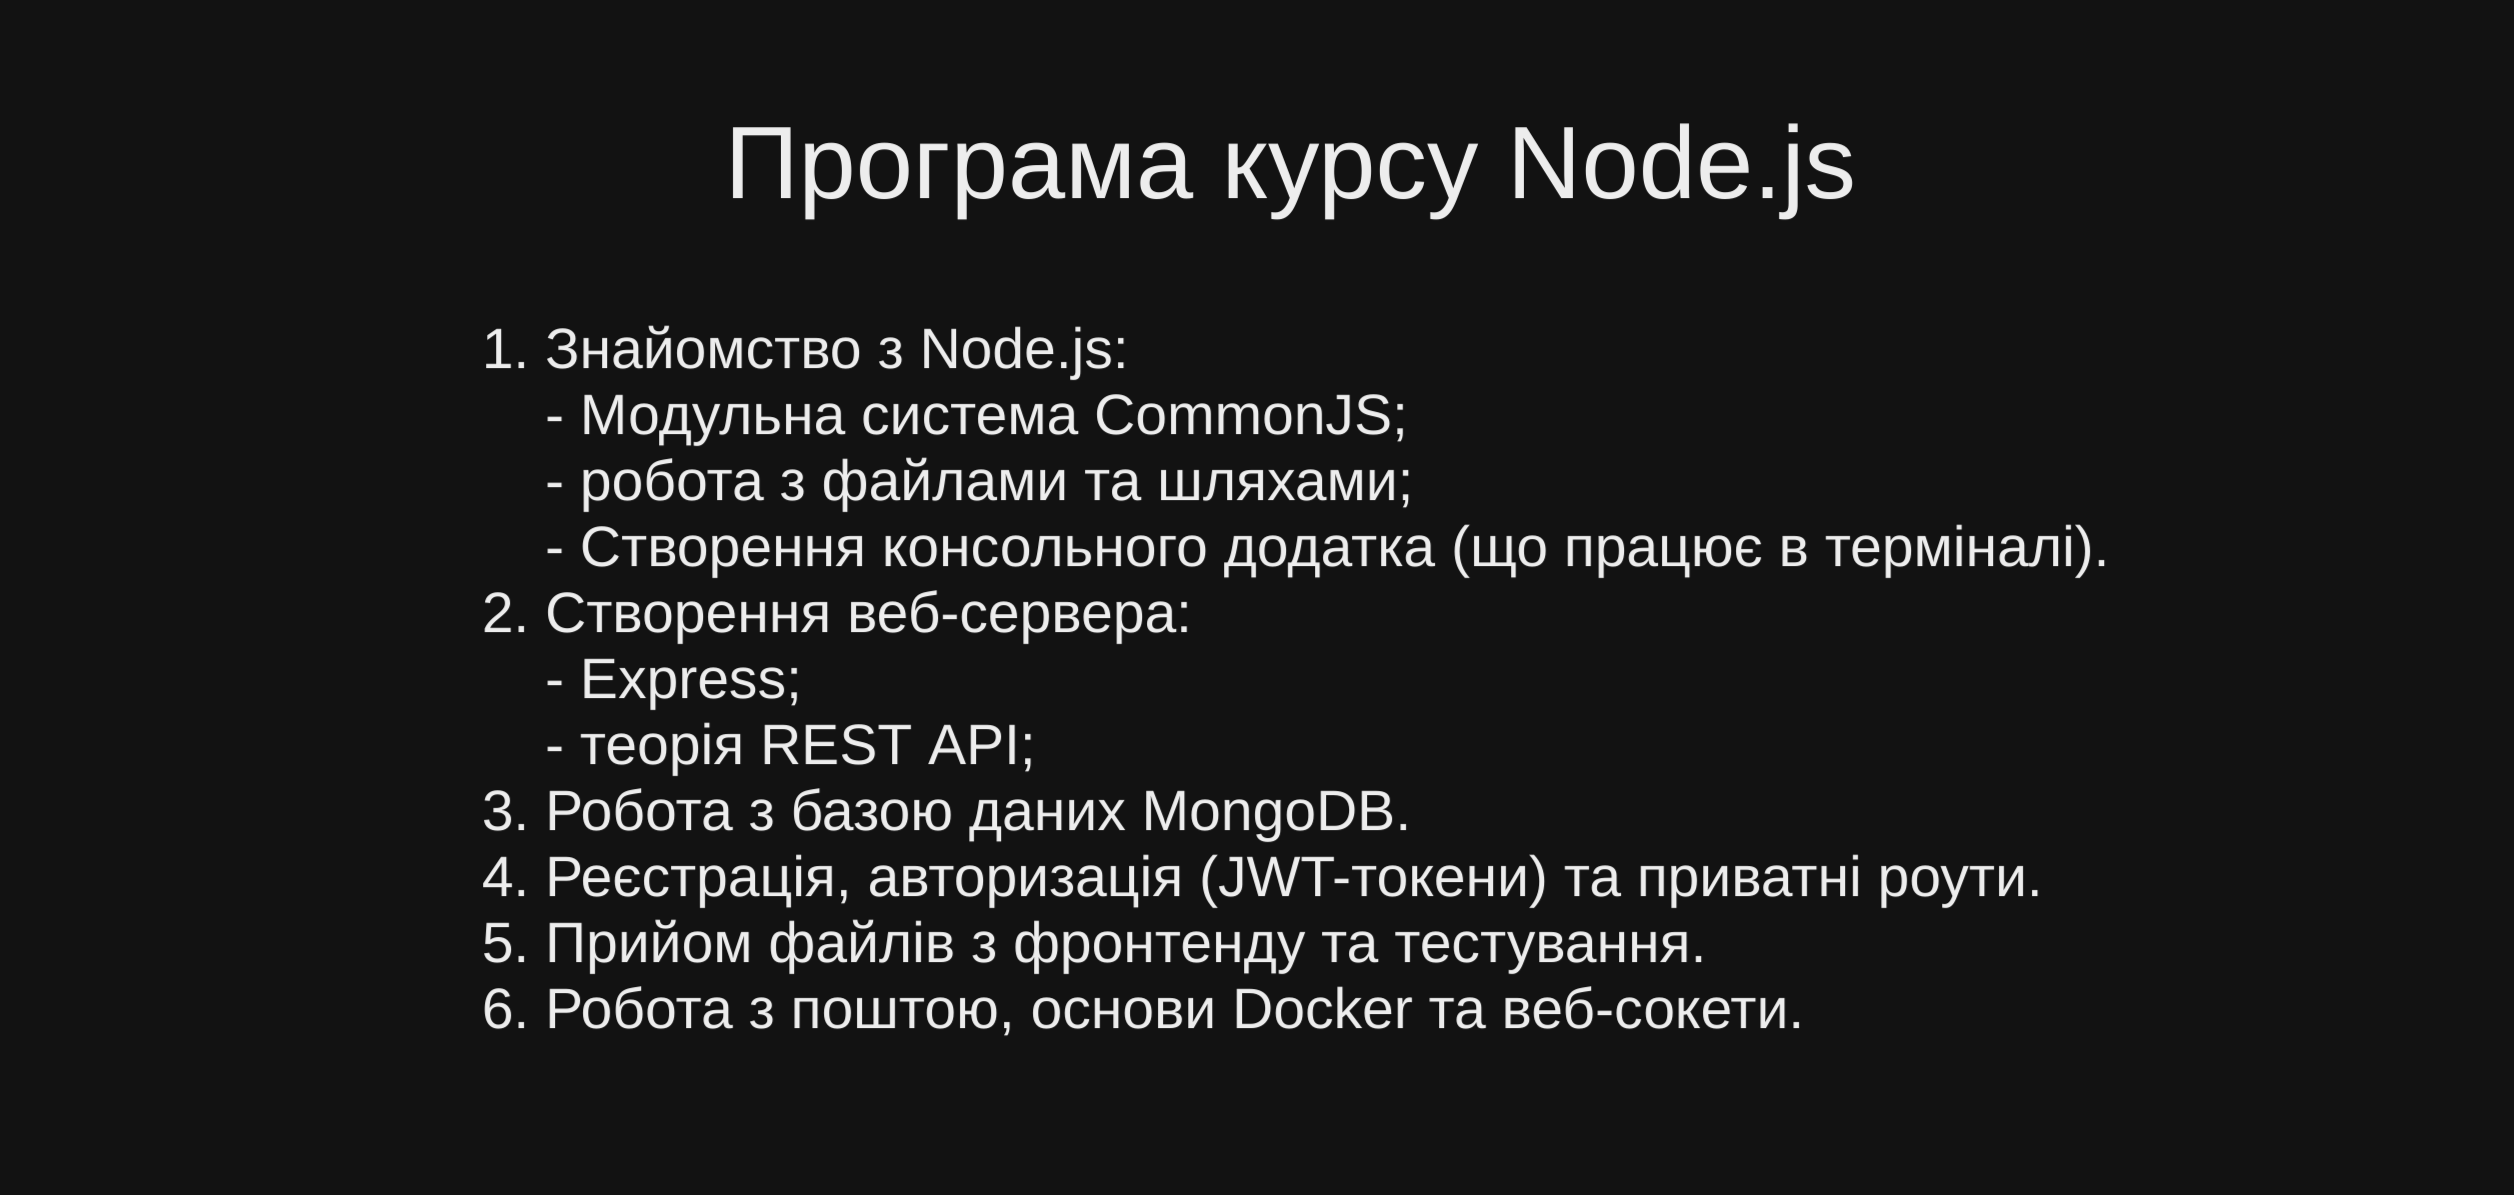 Програма курсу Node.js
1. Знайомство з Node.js:
- Модульна система CommonJS;
- робота з файлами та шляхами;
- Створення консольного додатка (що працює в терміналі).
2. Створення веб-сервера:
- Express;
- теорія REST API;
3. Робота з базою даних MongoDB.
4. Реєстрація, авторизація (JWT-токени) та приватні роути.
5. Прийом файлів з фронтенду та тестування.
6. Робота з поштою, основи Docker та веб-сокети.